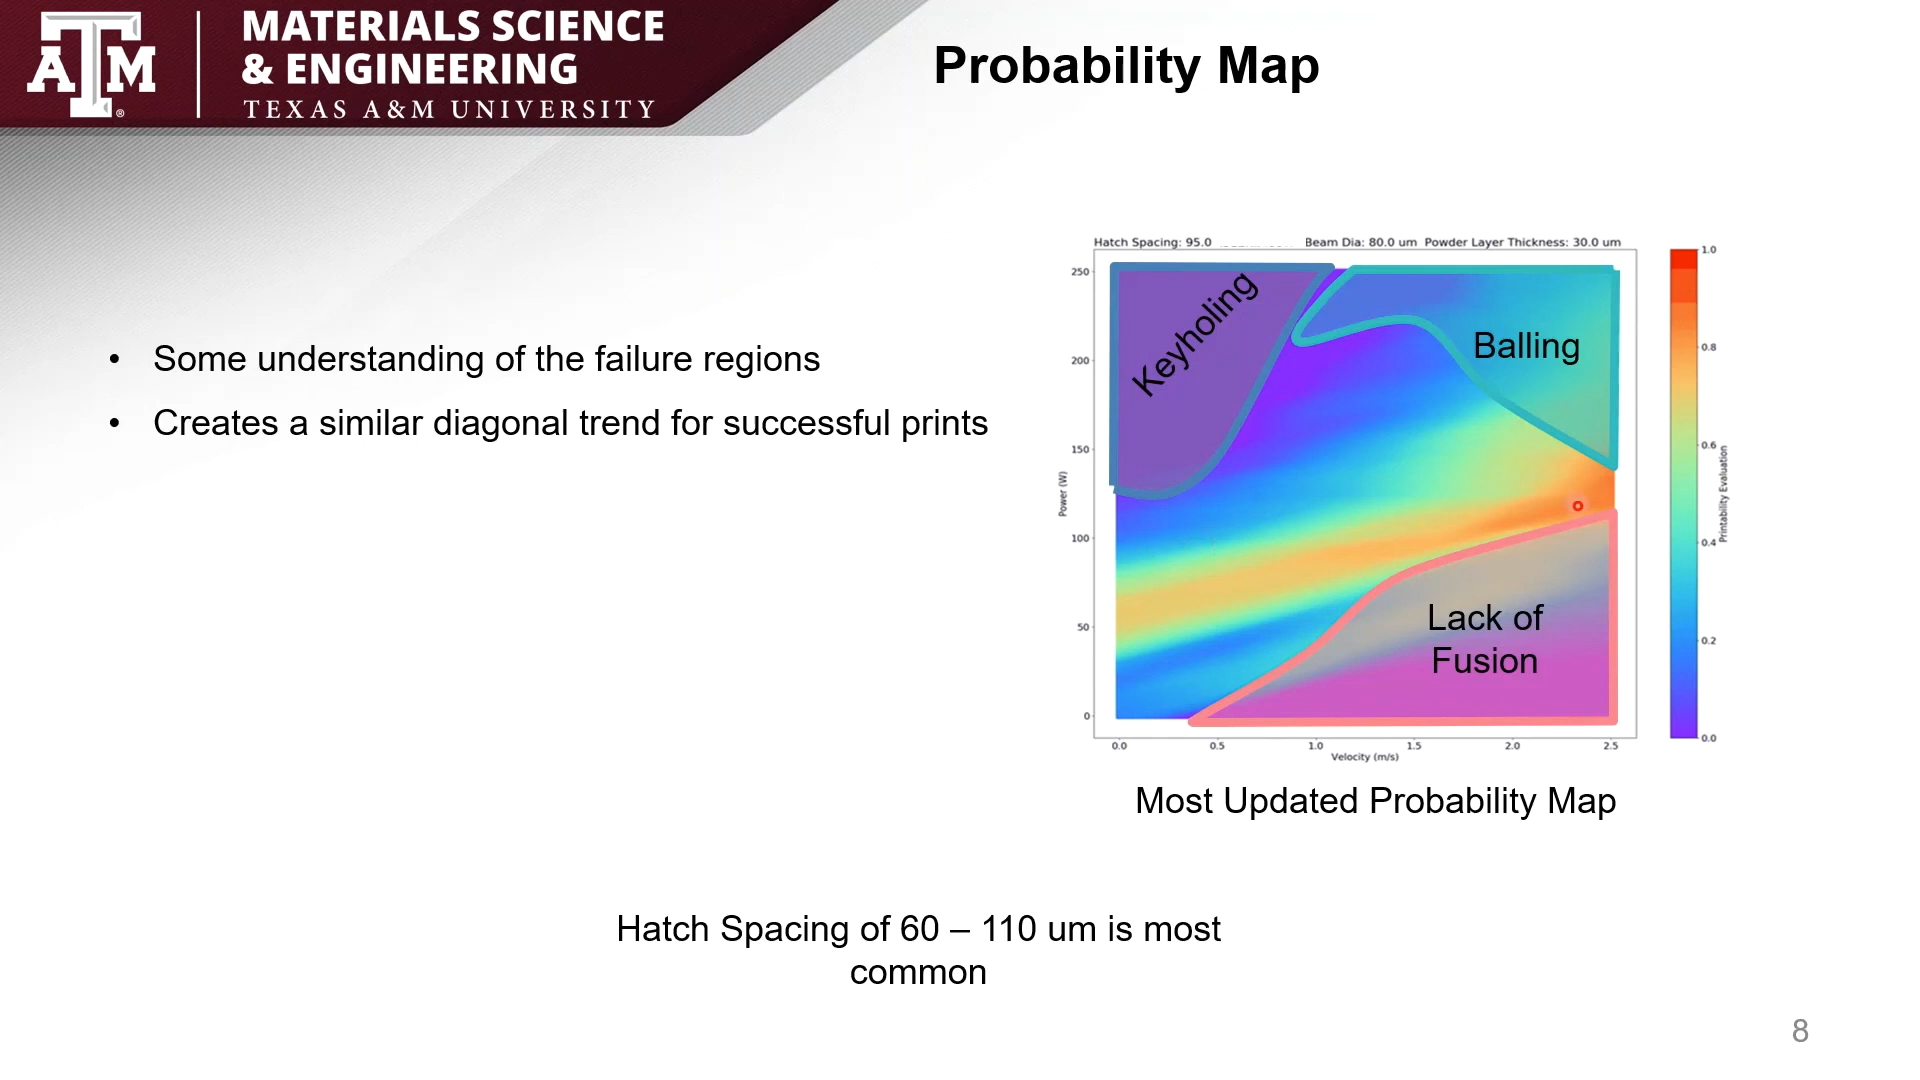 MATERIALS SCIENCE
& ENGINEERING
TEXAS A&M UNIVERSITY
ATM
®
Probability Map
• Some understanding of the failure regions
• Creates a similar diagonal trend for successful prints
Hatch Spacing: 95.0 Beam Dia: 80.0 um Powder Layer Thickness: 30.0 um
Keyholing
Balling
Lack of
Fusion
250
200
150
100
50
0
Power (W)
0.0 0.5 1.0 1.5 2.0 2.5
Velocity (m/s)
1.0
0.8
0.6
0.4
0.2
0.0
Printability Evaluation
Most Updated Probability Map
Hatch Spacing of 60 – 110 um is most
common
8